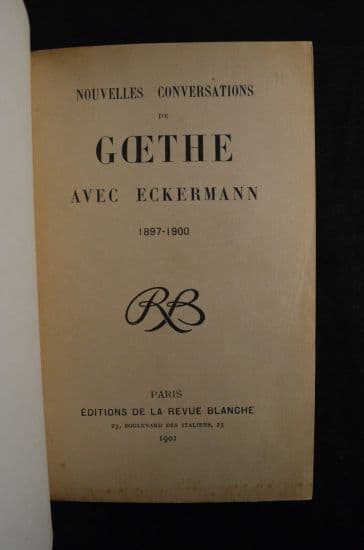 NOUVELLES CONVERSATIONS
DE
GŒTHE
AVEC ECKERMANN
1897-1900
RB
PARIS
ÉDITIONS DE LA REVUE BLANCHE
23, BOULEVARD DES ITALIENS, 23
1901